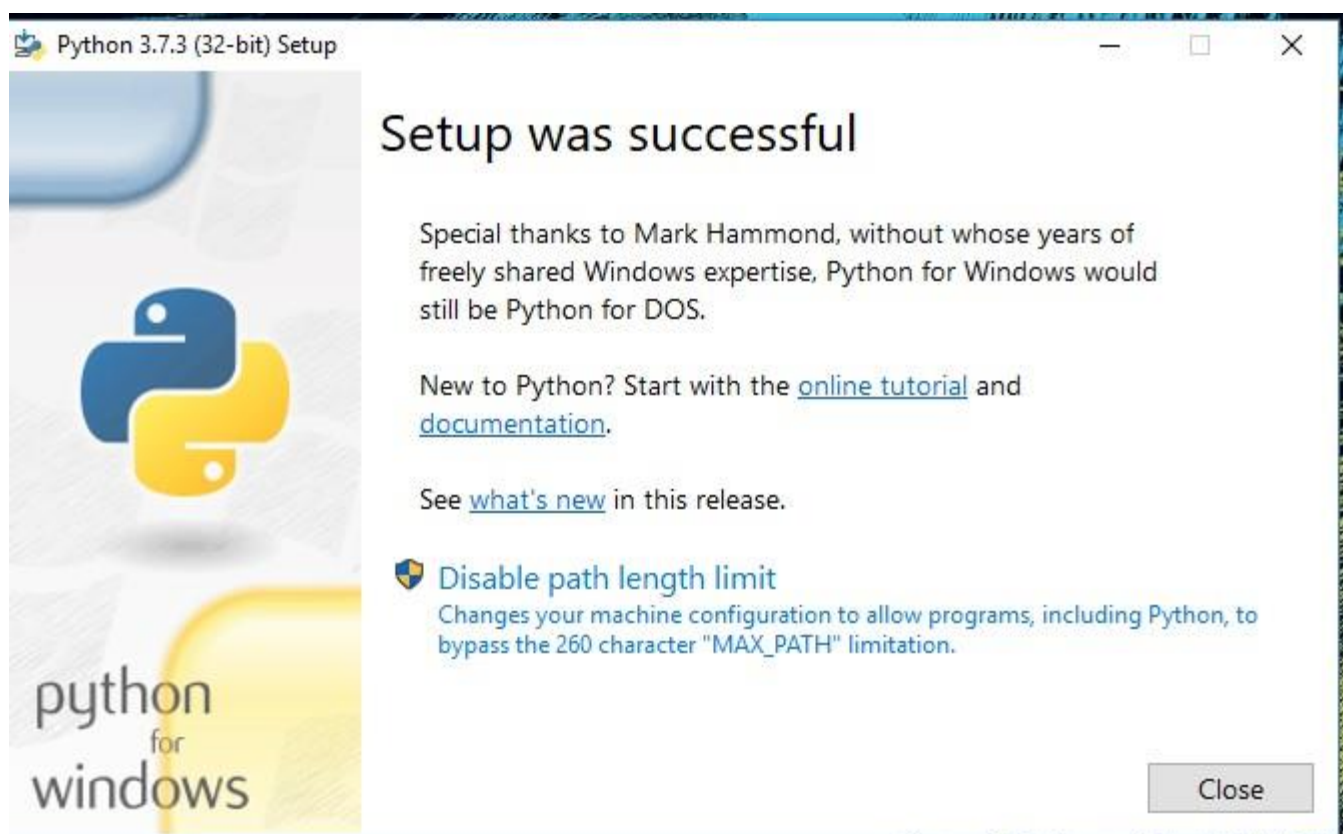 Python 3.7.3 (32-bit) Setup
Setup was successful
Special thanks to Mark Hammond, without whose years of
freely shared Windows expertise, Python for Windows would
still be Python for DOS.
New to Python? Start with the online tutorial and
documentation.
See what's new in this release.
Disable path length limit
Changes your machine configuration to allow programs, including Python, to
bypass the 260 character "MAX_PATH" limitation.
python
for
windows
Close